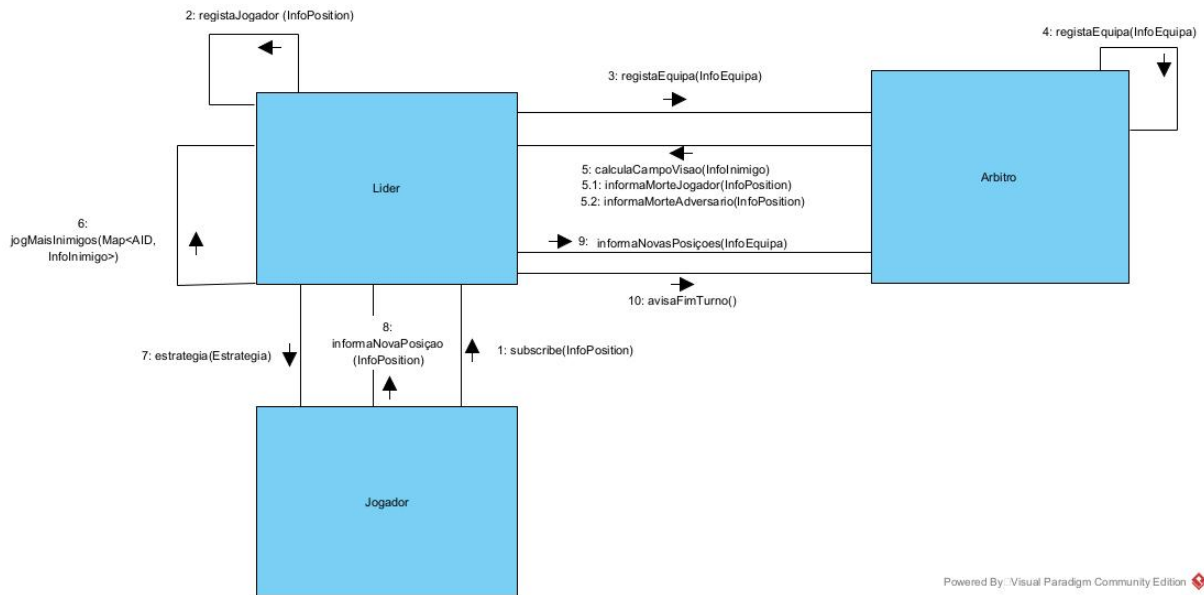 2: registaJogador (InfoPosition)
4: registaEquipa(InfoEquipa)
3: registaEquipa(InfoEquipa)
Lider
Arbitro
5: calculaCampoVisao(InfoInimigo)
5.1: informaMorteJogador(InfoPosition)
5.2: informaMorteAdversario(InfoPosition)
6:
jogMaisInimigos(Map<AID,
InfoInimigo>)
9: informaNovasPosiçoes(InfoEquipa)
10: avisaFimTurno()
8:
informaNovaPosiçao
(InfoPosition)
7: estrategia(Estrategia)
1: subscribe(InfoPosition)
Jogador
Powered By Visual Paradigm Community Edition